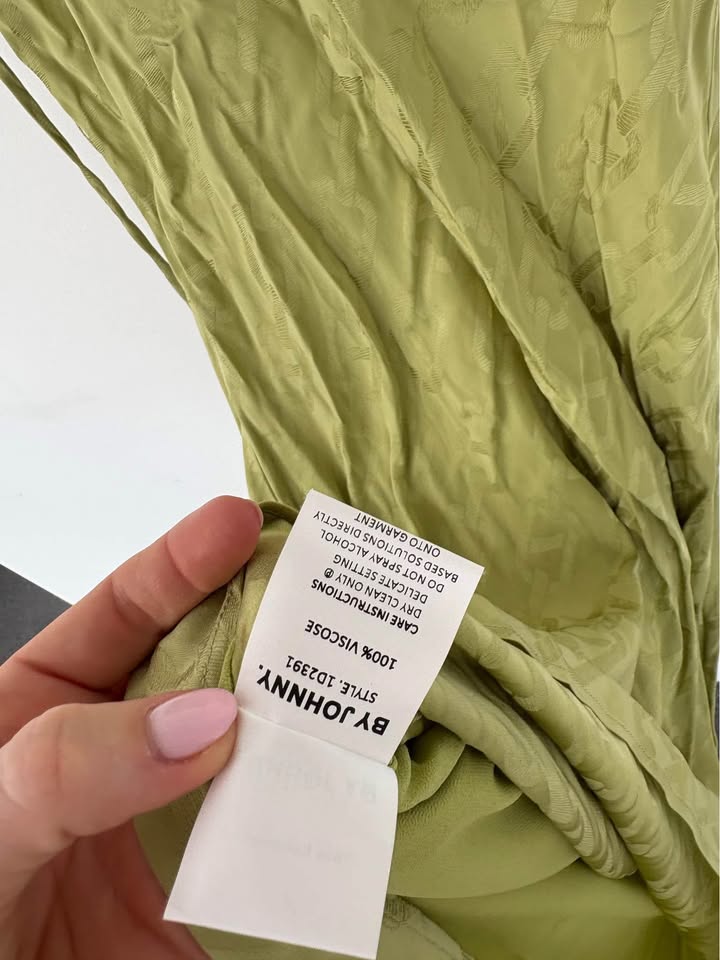 BY JOHNNY.
STYLE. 1D2391
100% VISCOSE
CARE INSTRUCTIONS
DRY CLEAN ONLY Ⓟ
DELICATE SETTING
DO NOT SPRAY ALCOHOL
BASED SOLUTIONS DIRECTLY
ONTO GARMENT